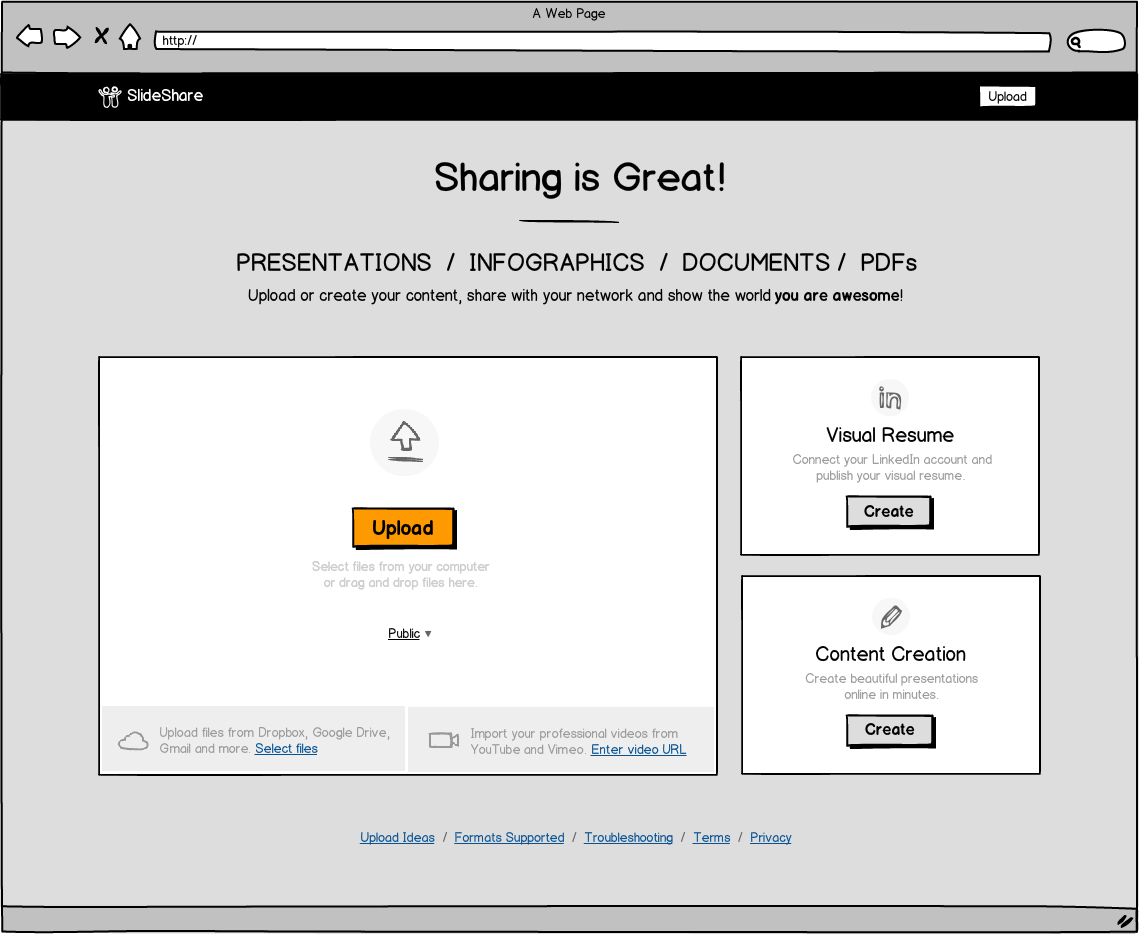 A Web Page
http://
SlideShare
Upload
Sharing is Great!
PRESENTATIONS / INFOGRAPHICS / DOCUMENTS / PDFs
Upload or create your content, share with your network and show the world you are awesome!
Upload
Select files from your computer
or drag and drop files here.
Public ▼
Upload files from Dropbox, Google Drive,
Gmail and more. Select files
Import your professional videos from
YouTube and Vimeo. Enter video URL
in
Visual Resume
Connect your LinkedIn account and
publish your visual resume.
Create
Content Creation
Create beautiful presentations
online in minutes.
Create
Upload Ideas / Formats Supported / Troubleshooting / Terms / Privacy